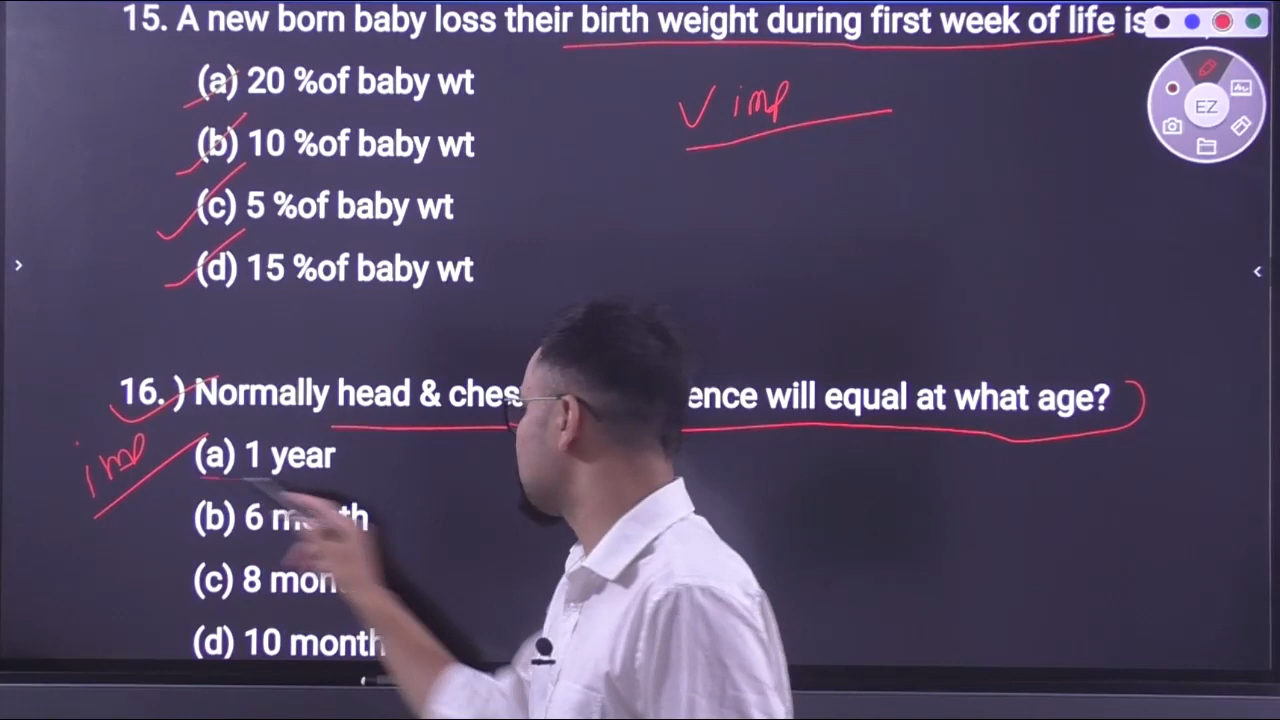 15. A new born baby loss their birth weight during first week of life is
(a) 20 %of baby wt
V imp
(b) 10 %of baby wt
EZ
(c) 5 %of baby wt
(d) 15 %of baby wt
16. ) Normally head & ches ence will equal at what age?
imp
(a) 1 year
(b) 6 m th
(c) 8 mon
(d) 10 month